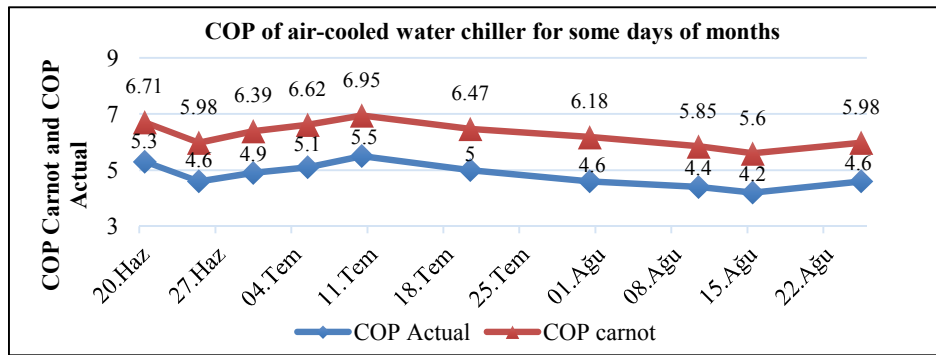 COP of air-cooled water chiller for some days of months
COP Carnot and COP
Actual
9
7
5
3
6.71
5.98
6.39
6.62
6.95
6.47
6.18
5.85
5.6
5.98
5.3
4.6
4.9
5.1
5.5
5
4.6
4.4
4.2
4.6
20.Haz
27.Haz
04.Tem
11.Tem
18.Tem
25.Tem
01.Ağu
08.Ağu
15.Ağu
22.Ağu
COP Actual
COP carnot